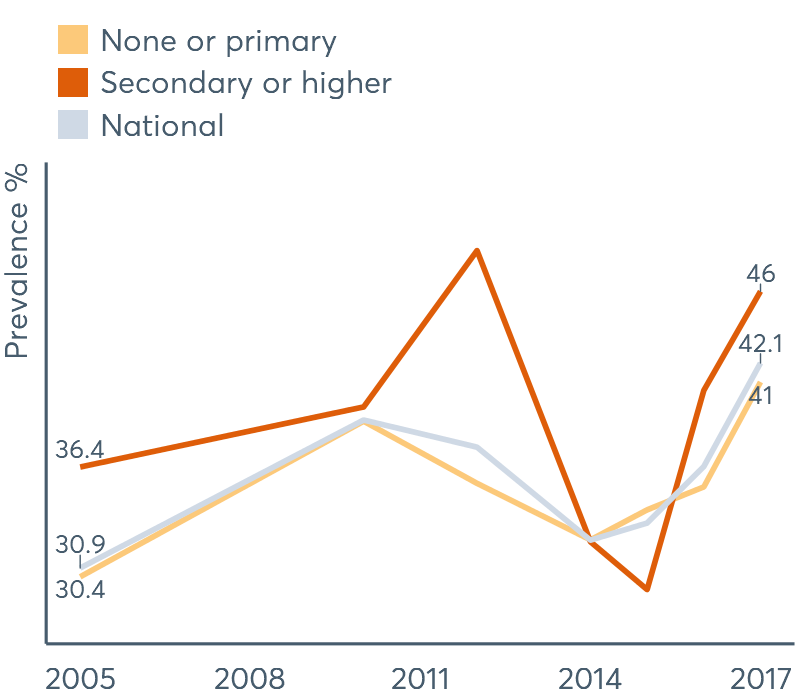 None or primary
Secondary or higher
National
Prevalence %
46
42.1
41
36.4
30.9
30.4
2005 2008 2011 2014 2017